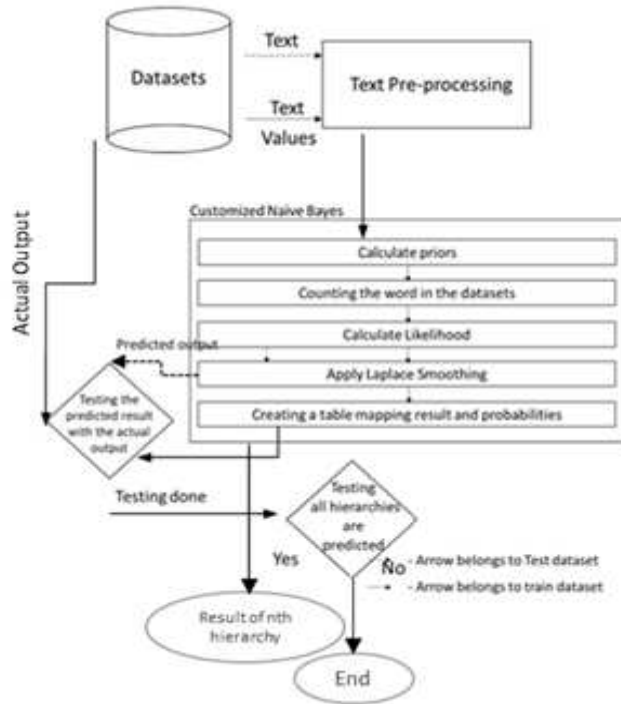 Datasets
Text
Text
Values
Text Pre-processing
Actual Output
Customized Naive Bayes
Calculate priors
Counting the word in the datasets
Calculate Likelihood
Predicted output
Apply Laplace Smoothing
Creating a table mapping result and probabilities
Testing the
predicted result
with the actual
output
Testing done
Testing
all hierarchies
are
predicted
Yes
No
- Arrow belongs to Test dataset
- Arrow belongs to train dataset
Result of nth
hierarchy
End